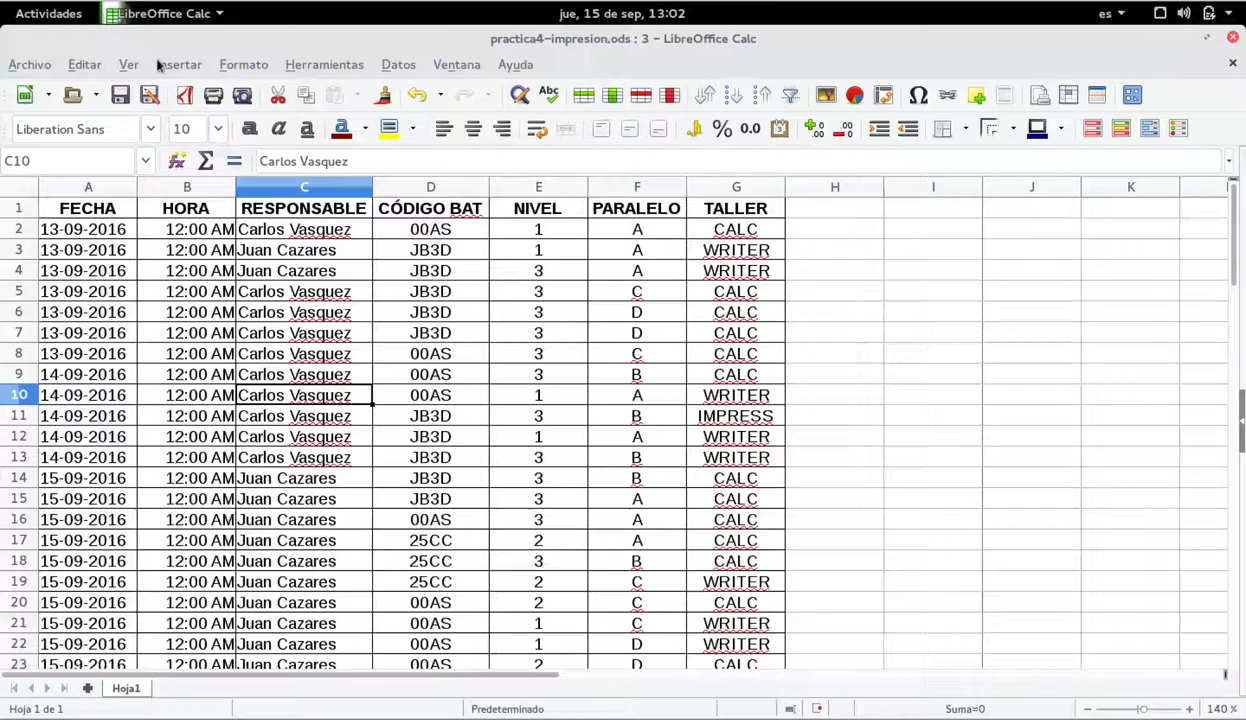 Actividades LibreOffice Calc jue, 15 de sep, 13:02 es
practica4-impresion.ods : 3 - LibreOffice Calc
Archivo Editar Ver Insertar Formato Herramientas Datos Ventana Ayuda
Liberation Sans 10
C10 Carlos Vasquez
A B C D E F G H I J K
1 FECHA HORA RESPONSABLE CÓDIGO BAT NIVEL PARALELO TALLER
2 13-09-2016 12:00 AM Carlos Vasquez 00AS 1 A CALC
3 13-09-2016 12:00 AM Juan Cazares JB3D 1 A WRITER
4 13-09-2016 12:00 AM Juan Cazares JB3D 3 A WRITER
5 13-09-2016 12:00 AM Carlos Vasquez JB3D 3 C CALC
6 13-09-2016 12:00 AM Carlos Vasquez JB3D 3 D CALC
7 13-09-2016 12:00 AM Carlos Vasquez JB3D 3 D CALC
8 13-09-2016 12:00 AM Carlos Vasquez 00AS 3 C CALC
9 14-09-2016 12:00 AM Carlos Vasquez 00AS 3 B CALC
10 14-09-2016 12:00 AM Carlos Vasquez 00AS 1 A WRITER
11 14-09-2016 12:00 AM Carlos Vasquez JB3D 3 B IMPRESS
12 14-09-2016 12:00 AM Carlos Vasquez JB3D 1 A WRITER
13 14-09-2016 12:00 AM Carlos Vasquez JB3D 3 B WRITER
14 15-09-2016 12:00 AM Juan Cazares JB3D 3 B CALC
15 15-09-2016 12:00 AM Juan Cazares JB3D 3 A CALC
16 15-09-2016 12:00 AM Juan Cazares 00AS 3 A CALC
17 15-09-2016 12:00 AM Juan Cazares 25CC 2 A CALC
18 15-09-2016 12:00 AM Juan Cazares 25CC 3 B CALC
19 15-09-2016 12:00 AM Juan Cazares 25CC 2 C WRITER
20 15-09-2016 12:00 AM Juan Cazares 00AS 2 C CALC
21 15-09-2016 12:00 AM Juan Cazares 00AS 1 C WRITER
22 15-09-2016 12:00 AM Juan Cazares 00AS 1 D WRITER
23 15-09-2016 12:00 AM Juan Cazares 00AS 2 D CALC
Hoja1
Hoja 1 de 1 Predeterminado Suma=0 140 %